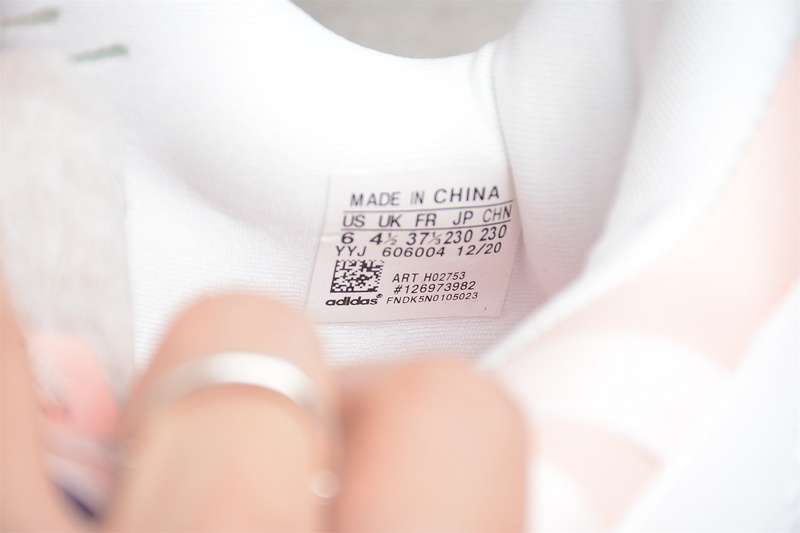 MADE IN CHINA
US UK FR JP CHN
6 4½ 37⅓ 230 230
YYJ 606004 12/20
ART H02753
#126973982
adidas® FNDK5N0105023